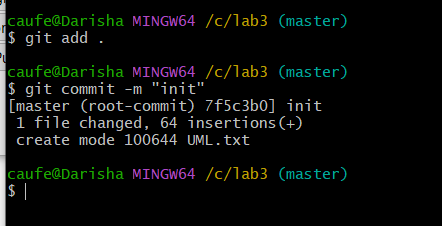 caufe@Darisha MINGW64 /c/lab3 (master)
$ git add .
caufe@Darisha MINGW64 /c/lab3 (master)
$ git commit -m "init"
[master (root-commit) 7f5c3b0] init
 1 file changed, 64 insertions(+)
 create mode 100644 UML.txt
caufe@Darisha MINGW64 /c/lab3 (master)
$